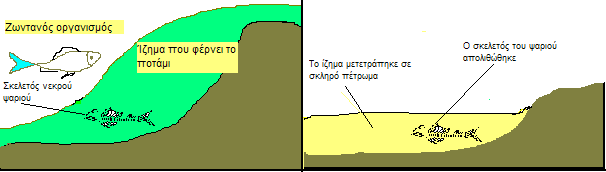 Ζωντανός οργανισμός
Ίζημα που φέρνει το
ποτάμι
Σκελετός νεκρού
ψαριού
Το ίζημα μετετράπηκε σε
σκληρό πέτρωμα
Ο σκελετός του ψαριού
απολιθώθηκε